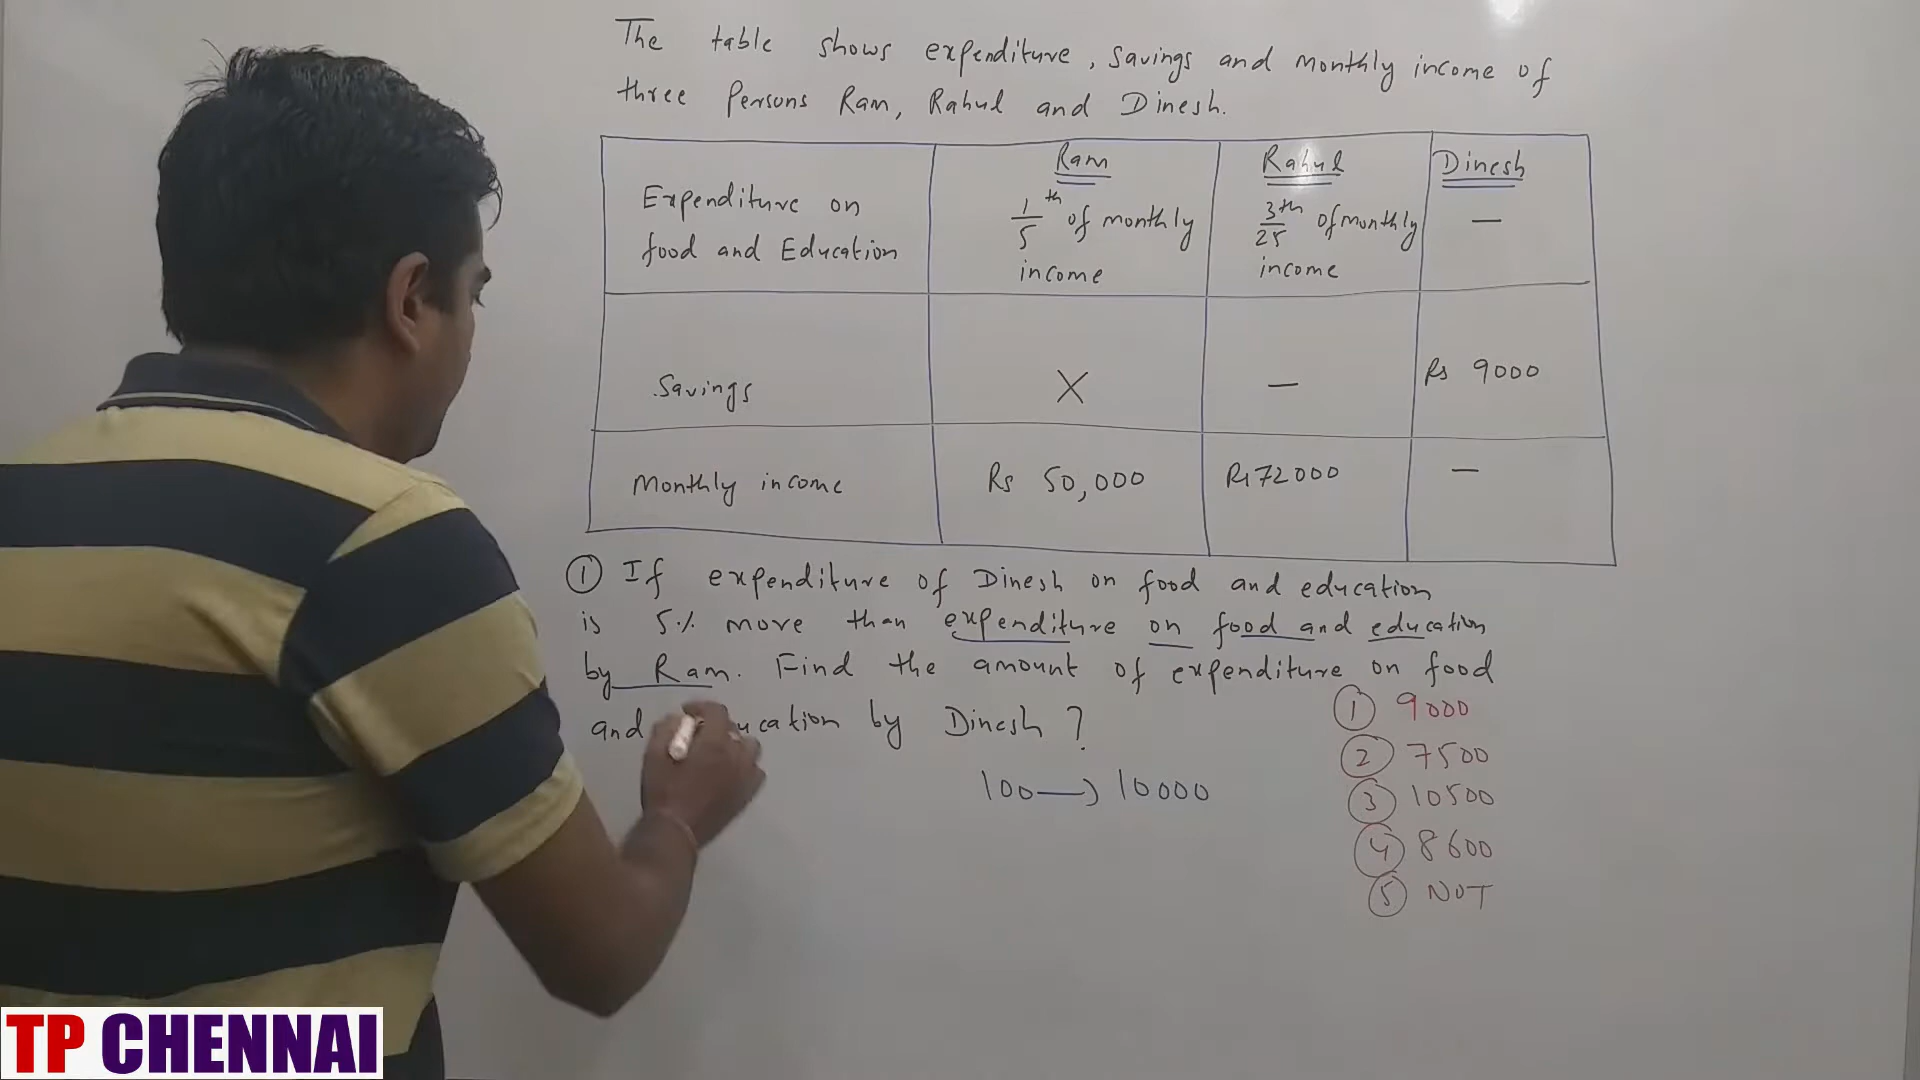 The table shows expenditure, Savings and monthly income of
three Persons Ram, Rahul and Dinesh.
Ram Rahul Dinesh
Expenditure on 1/5 th of monthly 3/25 th of monthly —
food and Education income income
Savings X — Rs 9000
Monthly income Rs 50,000 Rs 72000 —
① If expenditure of Dinesh on food and education
is 5% more than expenditure on food and education
by Ram. Find the amount of expenditure on food
and by Dinesh ?
① 9000
② 7500
100 → 10000
③ 10500
④ 8600
⑤ NOT
TP CHENNAI